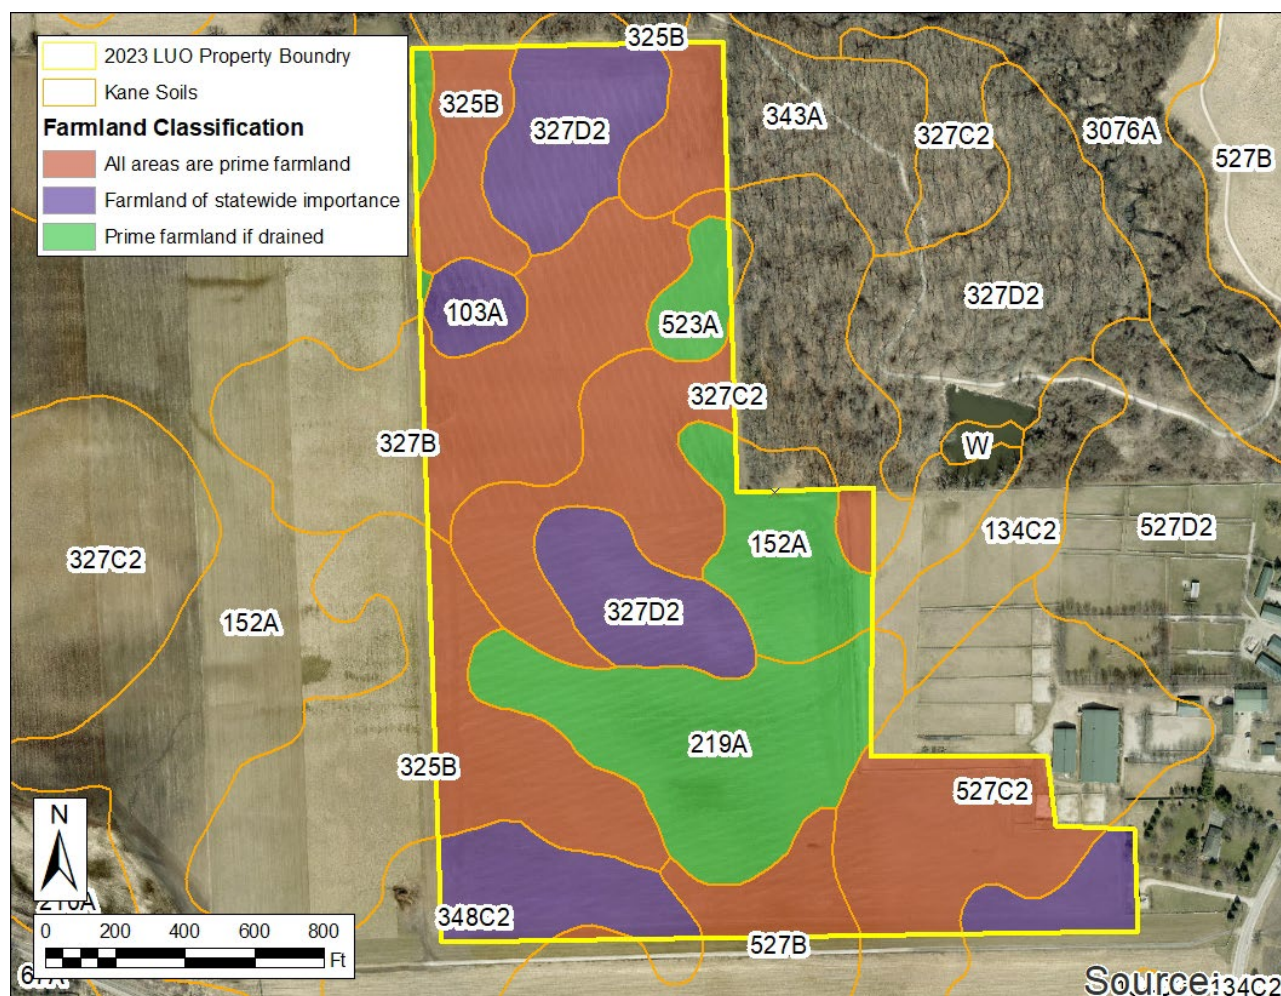 2023 LUO Property Boundry
Kane Soils
Farmland Classification
All areas are prime farmland
Farmland of statewide importance
Prime farmland if drained
325B
325B
327D2
343A
327C2
3076A
527B
103A
523A
327D2
327C2
327B
W
327C2
152A
152A
134C2
527D2
327D2
219A
325B
527C2
N
348C2
527B
0 200 400 600 800
Ft
Source:
134C2